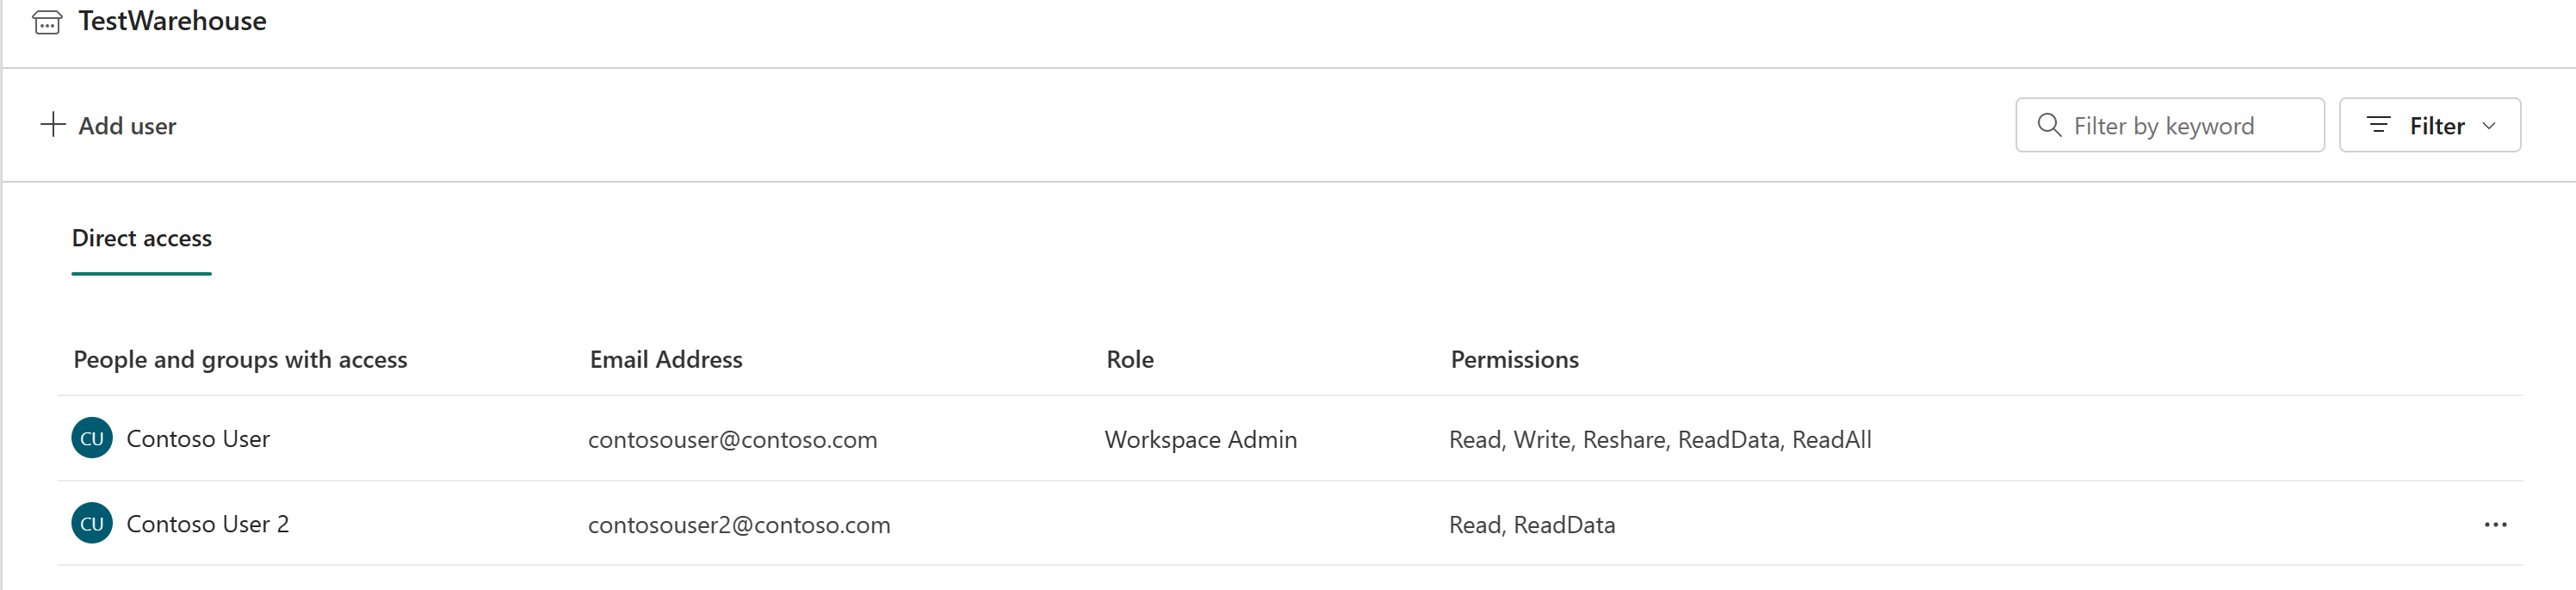 TestWarehouse
Add user
Filter by keyword
Filter
Direct access
People and groups with access Email Address Role Permissions
CU Contoso User contosouser@contoso.com Workspace Admin Read, Write, Reshare, ReadData, ReadAll
CU Contoso User 2 contosouser2@contoso.com Read, ReadData